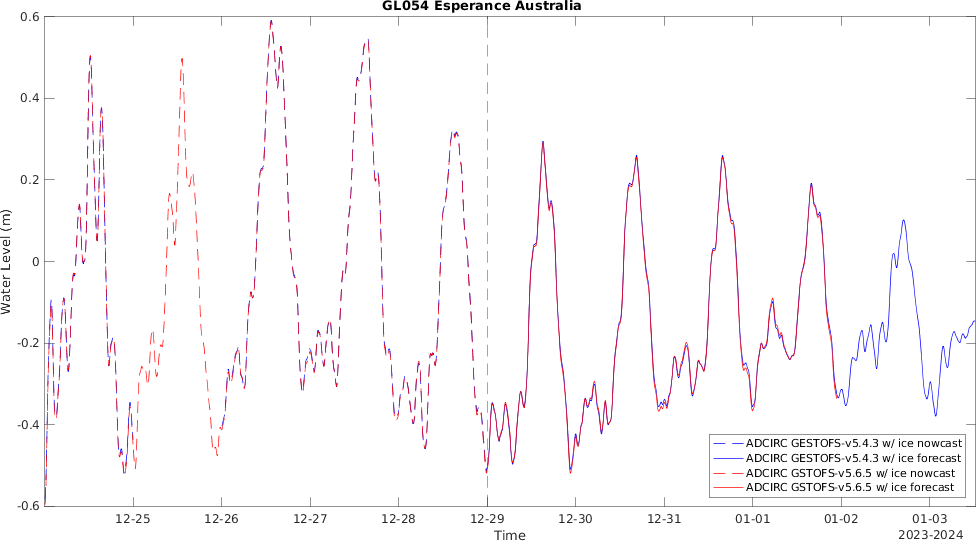 GL054 Esperance Australia
0.6
0.4
0.2
0
-0.2
-0.4
-0.6
Water Level (m)
ADCIRC GESTOFS-v5.4.3 w/ ice nowcast
ADCIRC GESTOFS-v5.4.3 w/ ice forecast
ADCIRC GSTOFS-v5.6.5 w/ ice nowcast
ADCIRC GSTOFS-v5.6.5 w/ ice forecast
12-25 12-26 12-27 12-28 12-29 12-30 12-31 01-01 01-02 01-03
Time
2023-2024